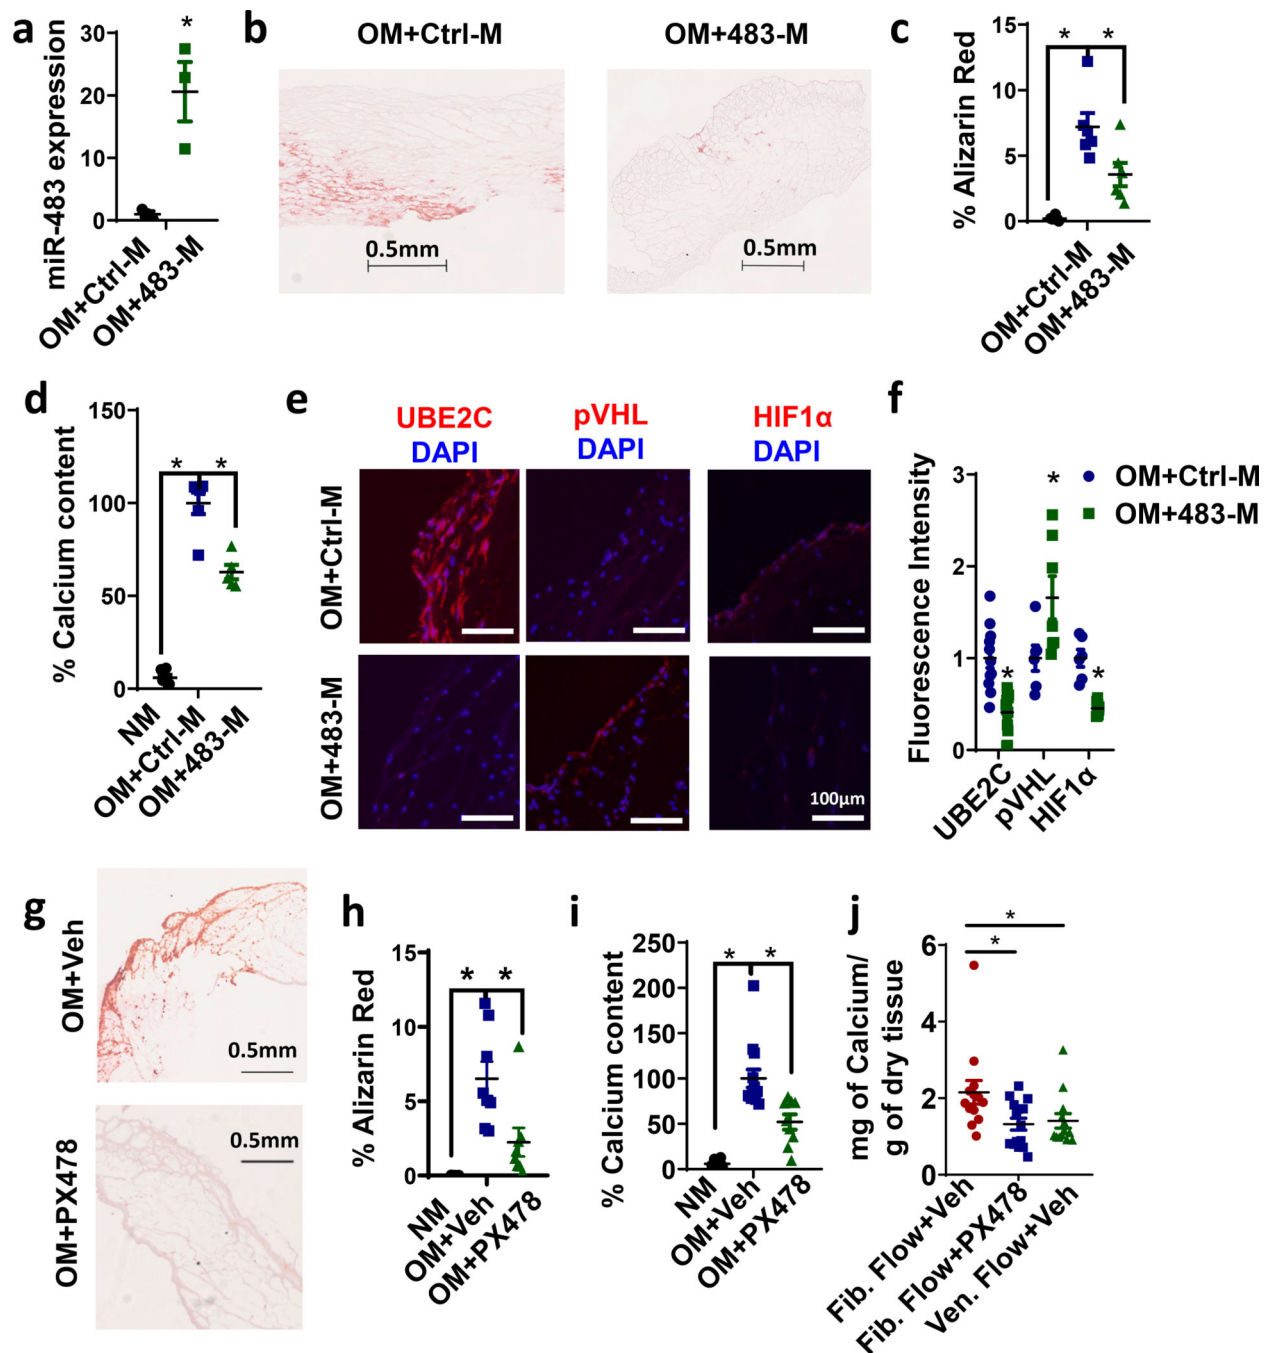 a
miR-483 expression
30
20
10
0
*
OM+Ctrl-M
OM+483-M
b
OM+Ctrl-M
OM+483-M
0.5mm
0.5mm
c
% Alizarin Red
15
10
5
0
* *
OM+Ctrl-M
OM+483-M
d
% Calcium content
150
100
50
0
* *
NM
OM+Ctrl-M
OM+483-M
e
UBE2C
DAPI
pVHL
DAPI
HIF1α
DAPI
OM+Ctrl-M
OM+483-M
100μm
f
Fluorescence Intensity
3
2
1
0
*
*
*
OM+Ctrl-M
OM+483-M
UBE2C
pVHL
HIF1α
g
OM+Veh
0.5mm
OM+PX478
0.5mm
h
% Alizarin Red
15
10
5
0
* *
NM
OM+Veh
OM+PX478
i
% Calcium content
250
200
150
100
50
0
* *
NM
OM+Veh
OM+PX478
j
mg of Calcium/
g of dry tissue
6
4
2
0
*
*
Fib. Flow+Veh
Fib. Flow+PX478
Ven. Flow+Veh